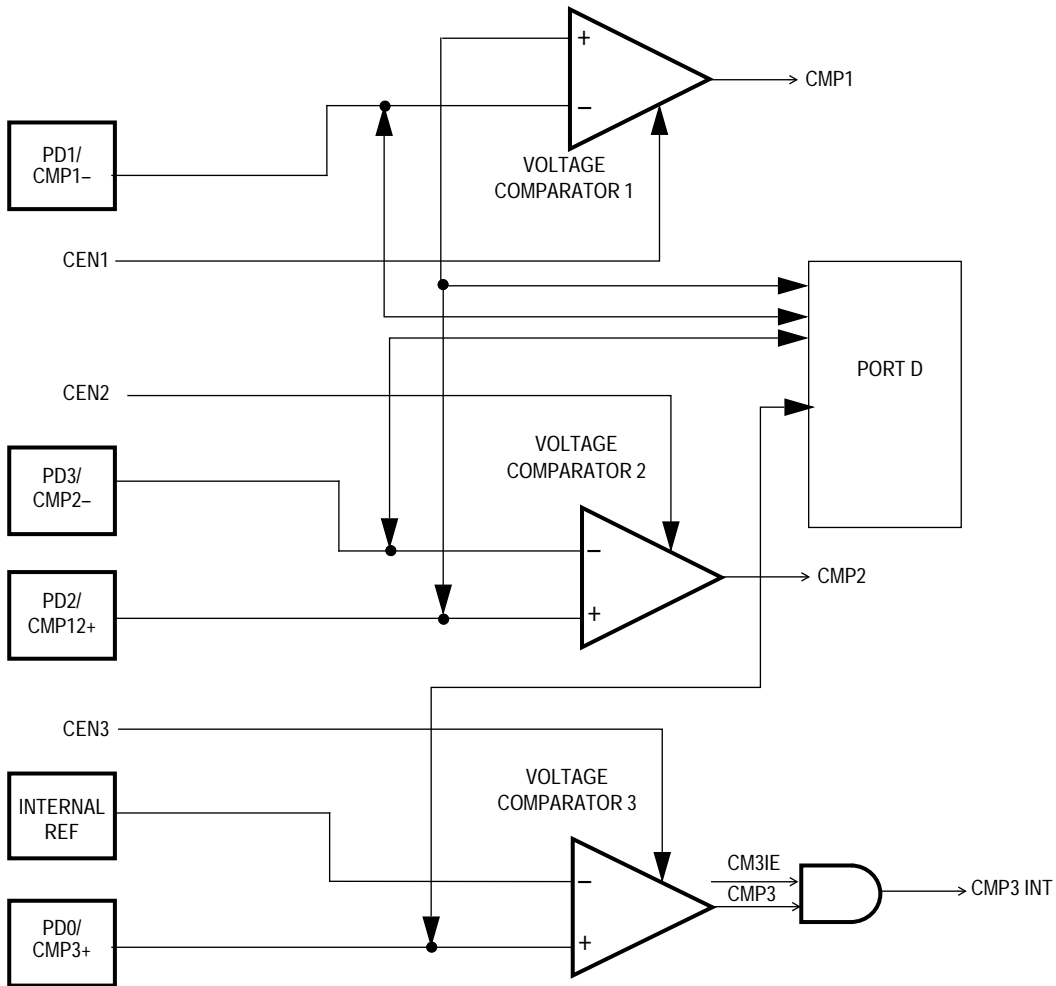 +
CMP1
−
PD1/
CMP1–
VOLTAGE
COMPARATOR 1
CEN1
PORT D
CEN2
VOLTAGE
COMPARATOR 2
PD3/
CMP2–
−
CMP2
PD2/
CMP12+
+
CEN3
VOLTAGE
COMPARATOR 3
INTERNAL
REF
CM3IE
−
CMP3
CMP3 INT
PD0/
CMP3+
+